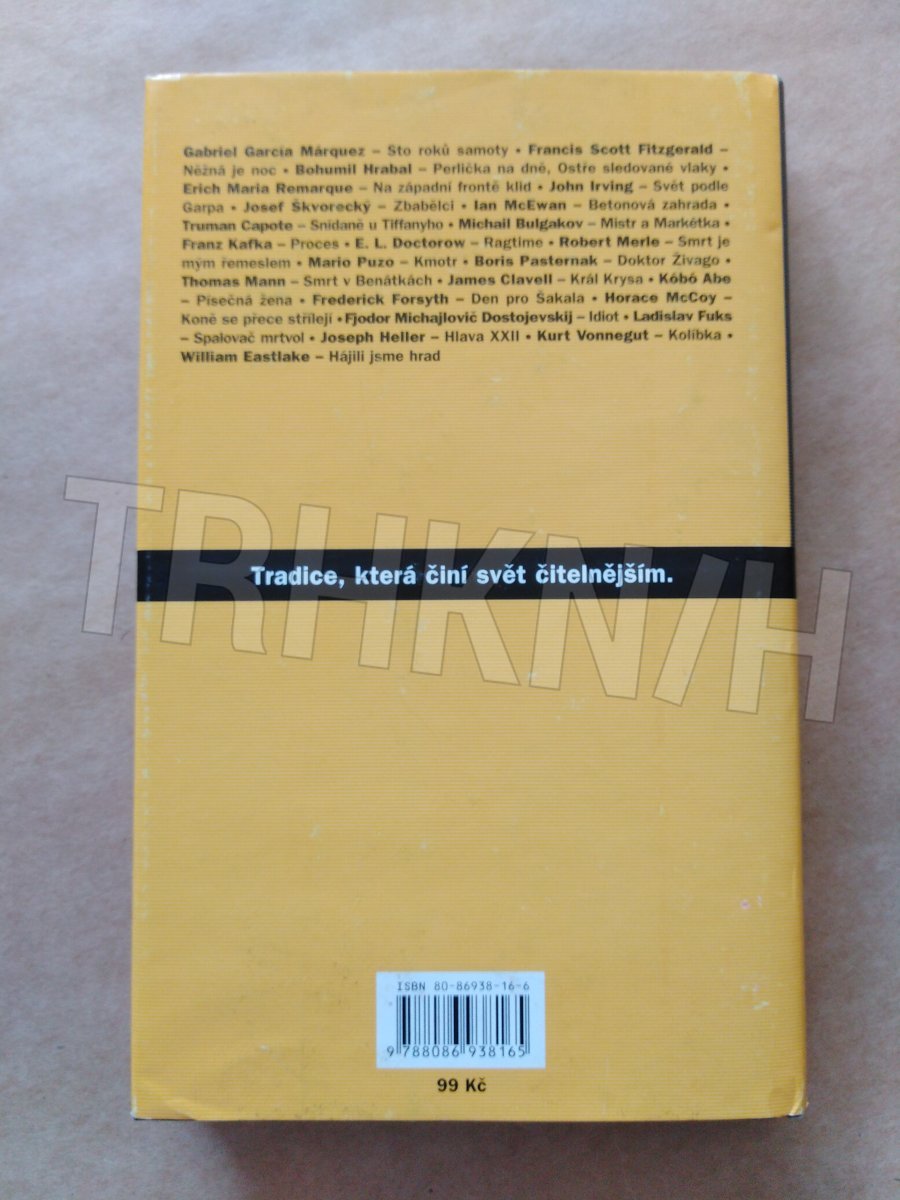 Gabriel García Márquez – Sto roků samoty • Francis Scott Fitzgerald –
Něžná je noc • Bohumil Hrabal – Perlička na dně, Ostře sledované vlaky •
Erich Maria Remarque – Na západní frontě klid • John Irving – Svět podle
Garpa • Josef Škvorecký – Zbabělci • Ian McEwan – Betonová zahrada •
Truman Capote – Snídaně u Tiffanyho • Michail Bulgakov – Mistr a Markétka •
Franz Kafka – Proces • E. L. Doctorow – Ragtime • Robert Merle – Smrt je
mým řemeslem • Mario Puzo – Kmotr • Boris Pasternak – Doktor Živago •
Thomas Mann – Smrt v Benátkách • James Clavell – Král Krysa • Kóbó Abe
– Písečná žena • Frederick Forsyth – Den pro Šakala • Horace McCoy –
Koně se přece střílejí • Fjodor Michajlovič Dostojevskij – Idiot • Ladislav Fuks
– Spalovač mrtvol • Joseph Heller – Hlava XXII • Kurt Vonnegut – Kolíbka •
William Eastlake – Hájili jsme hrad
TRHKNIH
Tradice, která činí svět čitelnějším.
ISBN 80-86938-16-6
9 788086 938165
99 Kč